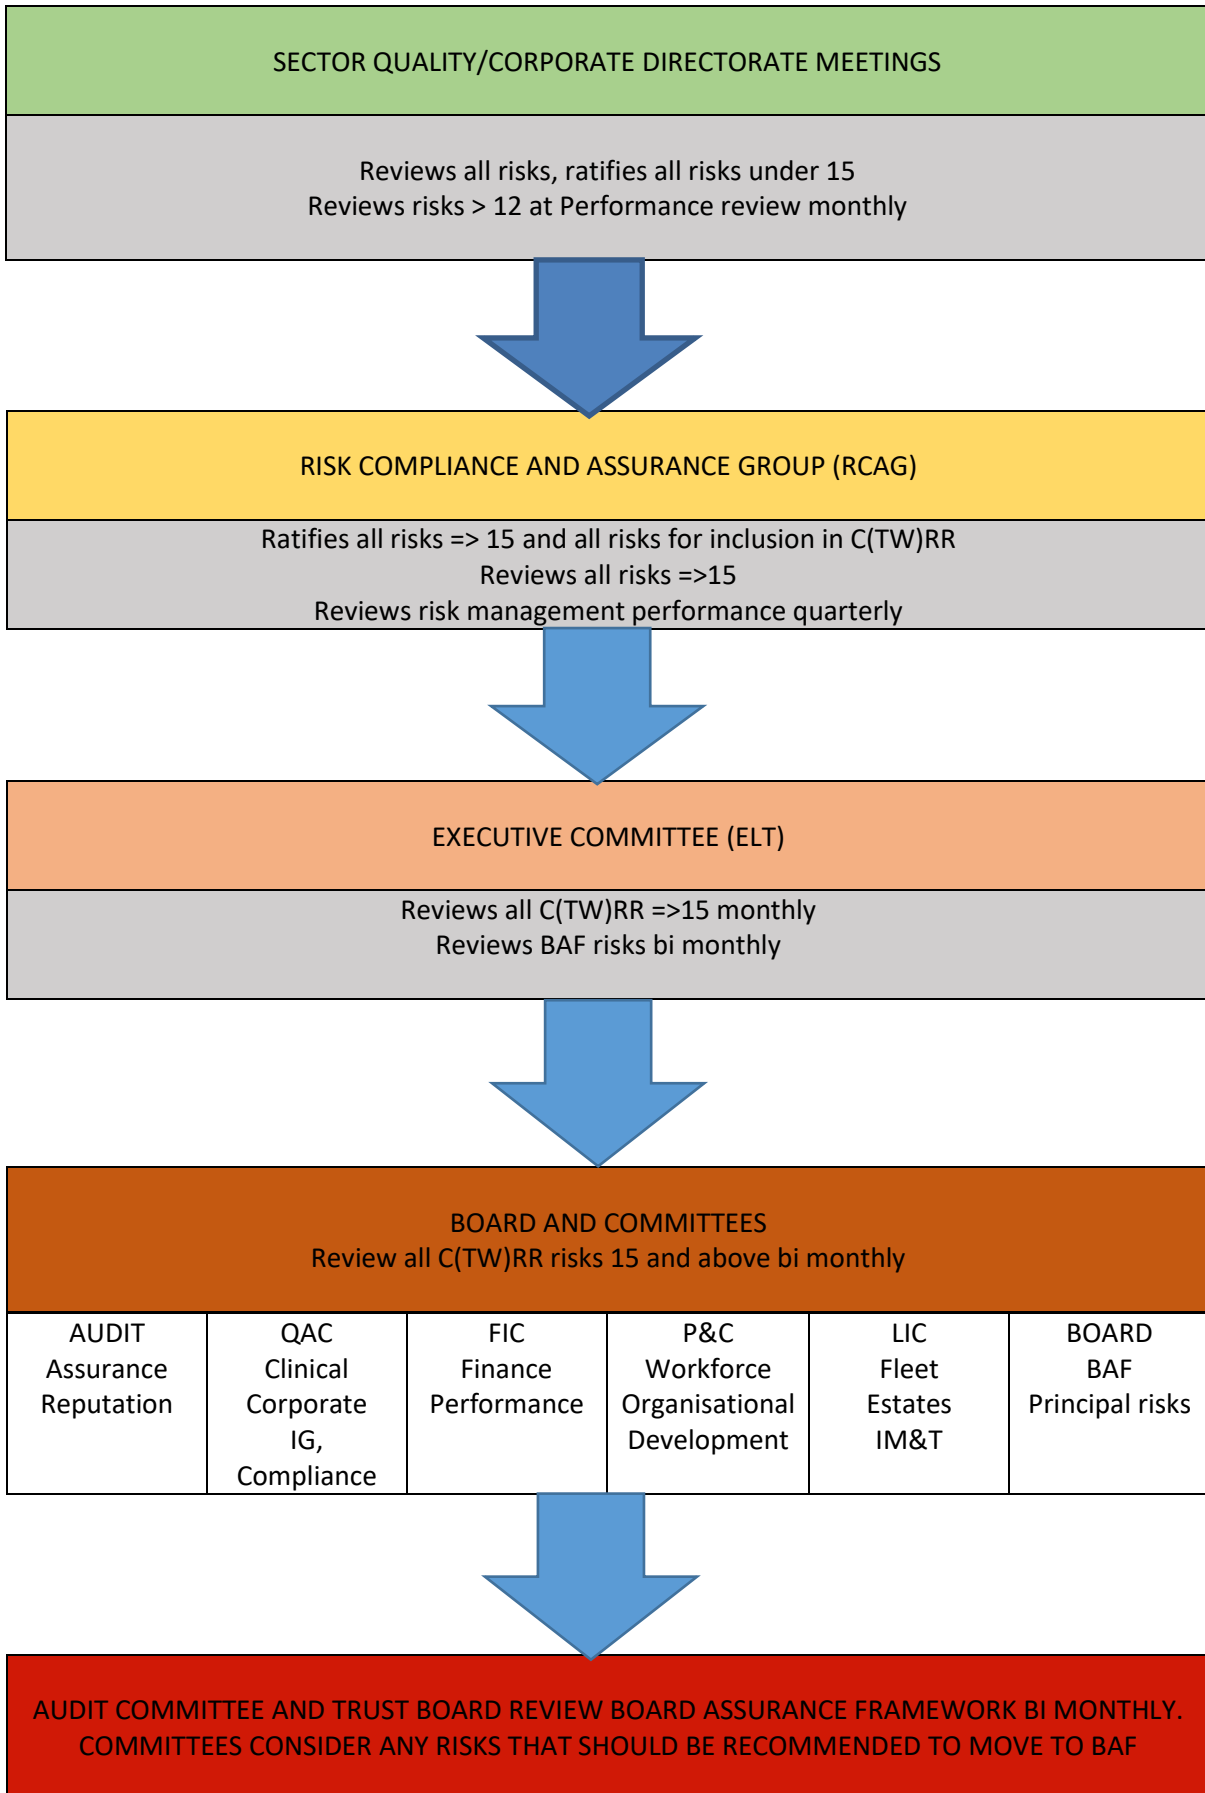 SECTOR QUALITY/CORPORATE DIRECTORATE MEETINGS
Reviews all risks, ratifies all risks under 15
Reviews risks > 12 at Performance review monthly
RISK COMPLIANCE AND ASSURANCE GROUP (RCAG)
Ratifies all risks => 15 and all risks for inclusion in C(TW)RR
Reviews all risks =>15
Reviews risk management performance quarterly
EXECUTIVE COMMITTEE (ELT)
Reviews all C(TW)RR =>15 monthly
Reviews BAF risks bi monthly
BOARD AND COMMITTEES
Review all C(TW)RR risks 15 and above bi monthly
AUDIT
Assurance
Reputation
QAC
Clinical
Corporate
IG,
Compliance
FIC
Finance
Performance
P&C
Workforce
Organisational
Development
LIC
Fleet
Estates
IM&T
BOARD
BAF
Principal risks
AUDIT COMMITTEE AND TRUST BOARD REVIEW BOARD ASSURANCE FRAMEWORK BI MONTHLY.
COMMITTEES CONSIDER ANY RISKS THAT SHOULD BE RECOMMENDED TO MOVE TO BAF